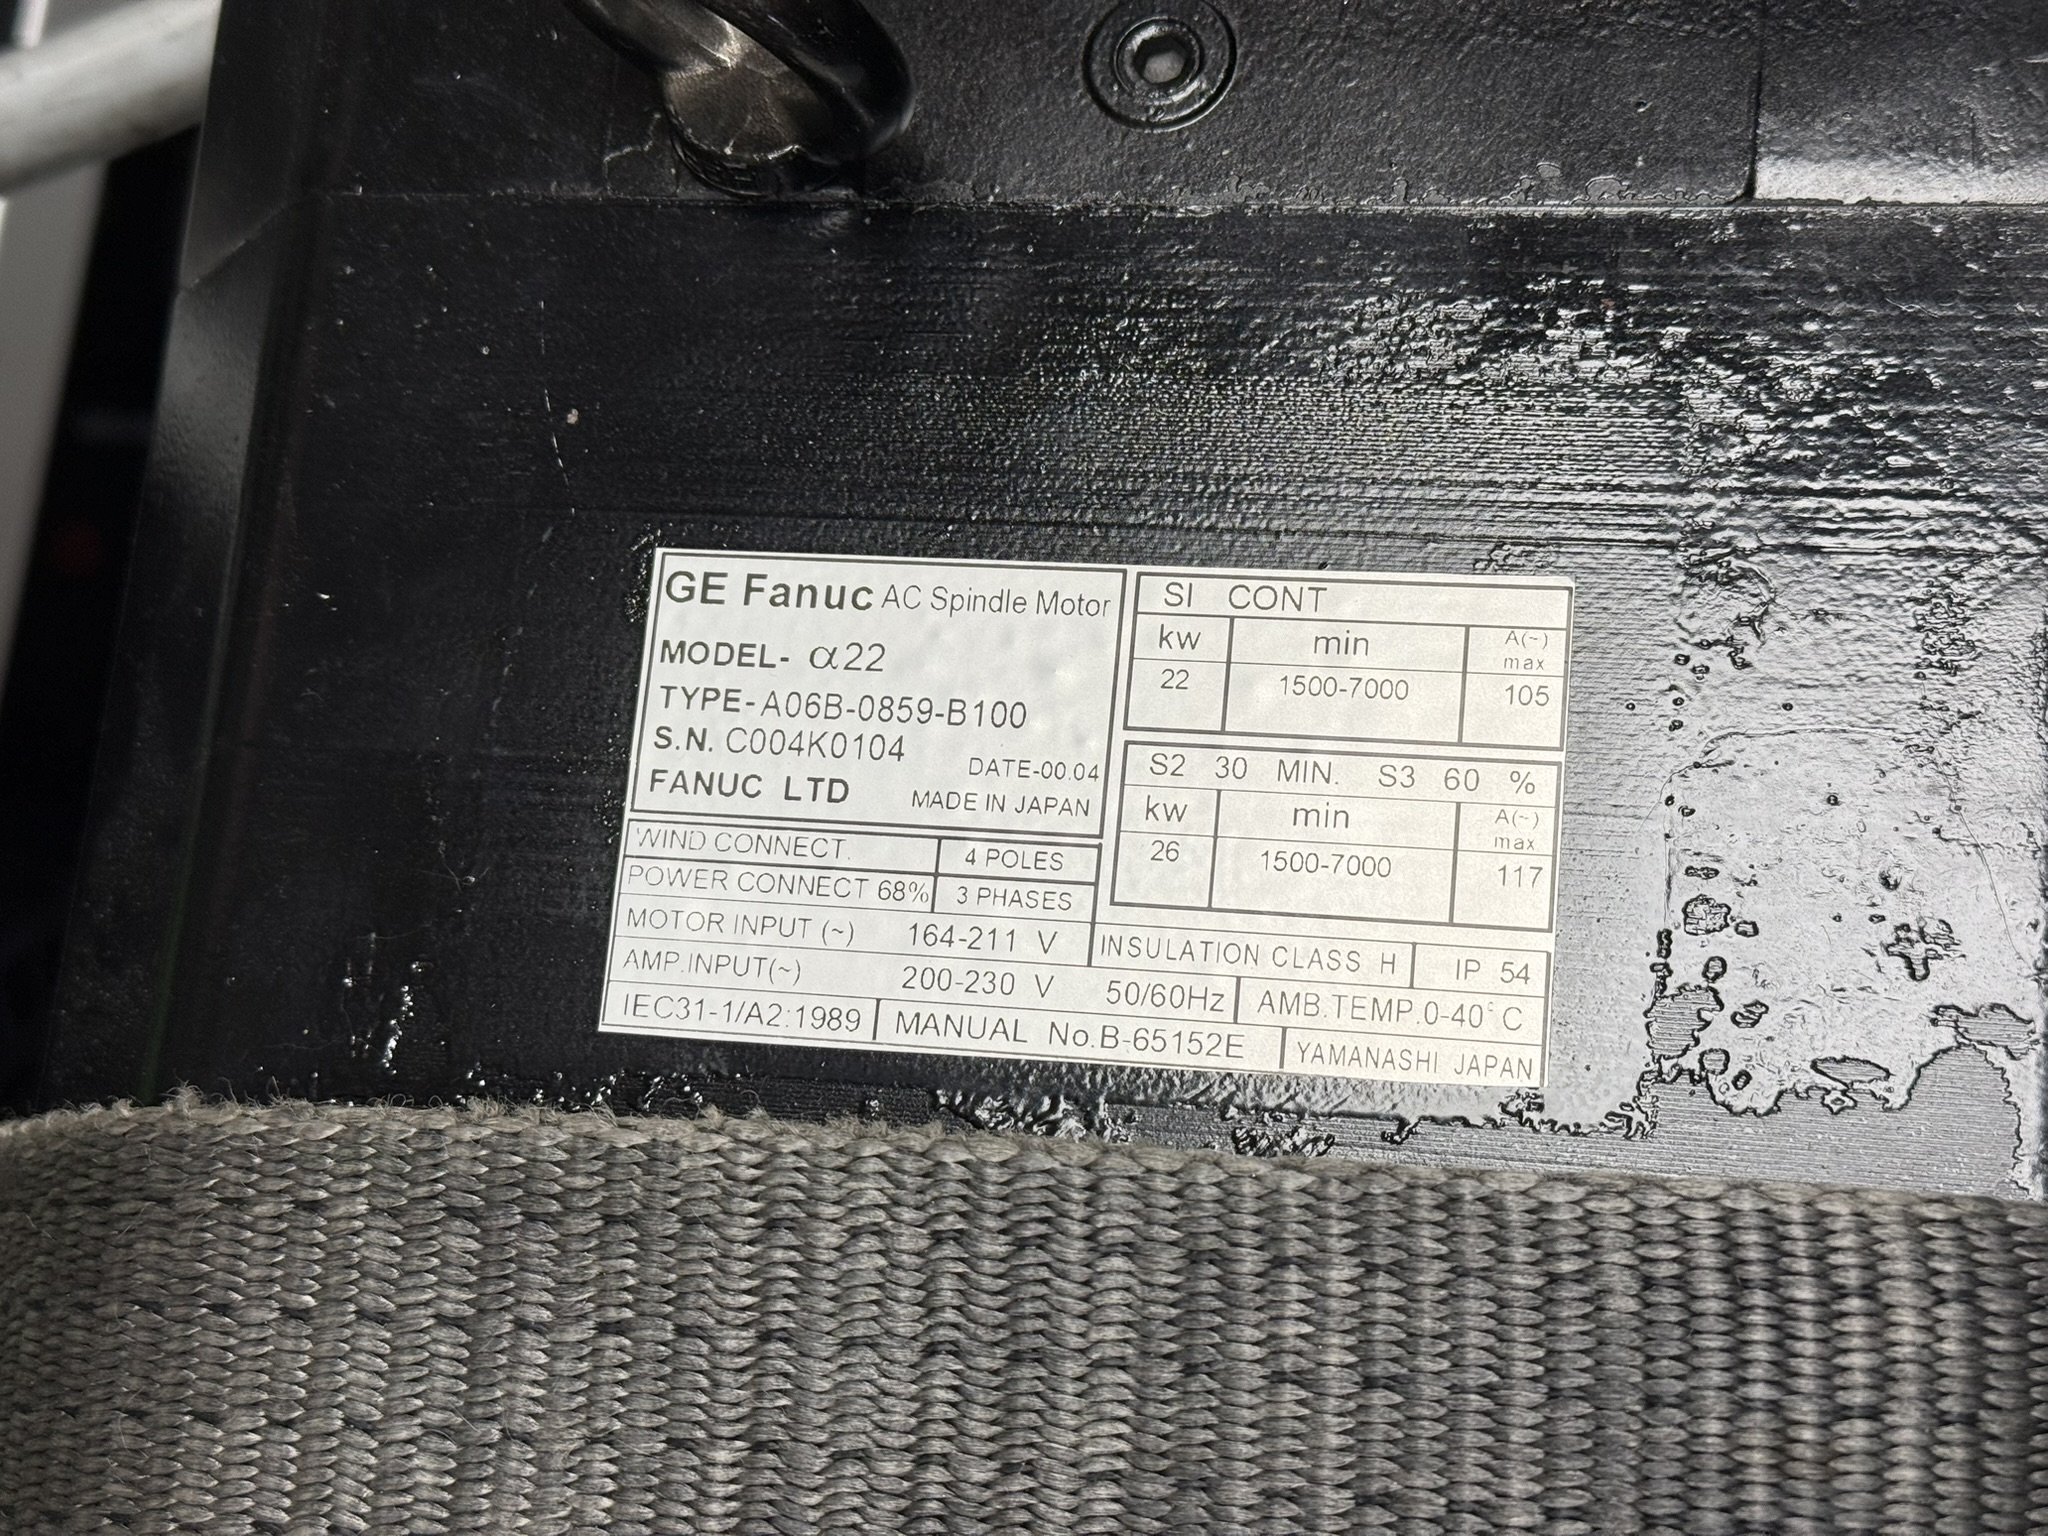 GE Fanuc AC Spindle Motor
MODEL- α22
TYPE-A06B-0859-B100
S.N. C004K0104
DATE-00.04
FANUC LTD
MADE IN JAPAN
SI CONT
kw min A(~) max
22 1500-7000 105
S2 30 MIN. S3 60 %
kw min A(~) max
26 1500-7000 117
WIND CONNECT. 4 POLES
POWER CONNECT 68% 3 PHASES
MOTOR INPUT (~) 164-211 V
INSULATION CLASS H IP 54
AMP.INPUT(~) 200-230 V 50/60Hz AMB.TEMP.0-40°C
IEC31-1/A2:1989 MANUAL No.B-65152E YAMANASHI JAPAN